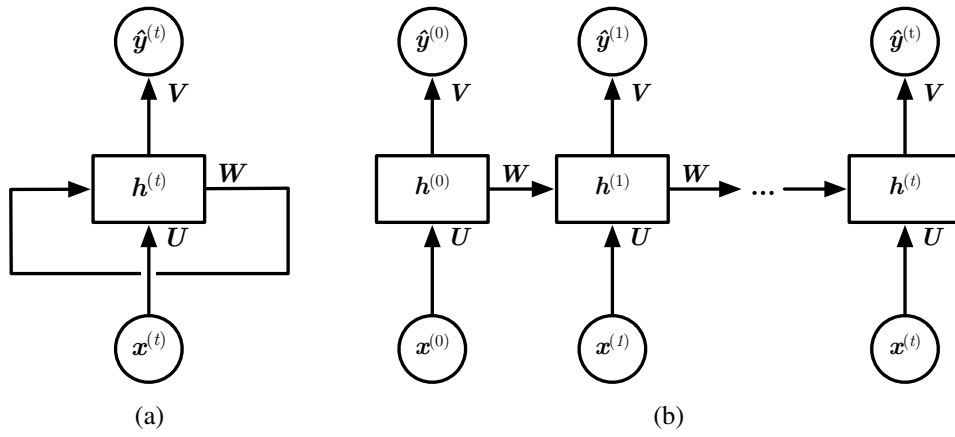 ŷ^(t) ŷ^(0) ŷ^(1) ŷ^(t)
V V V V
h^(t) W h^(0) W h^(1) W ... h^(t)
U U U U
x^(t) x^(0) x^(1) x^(t)
(a) (b)